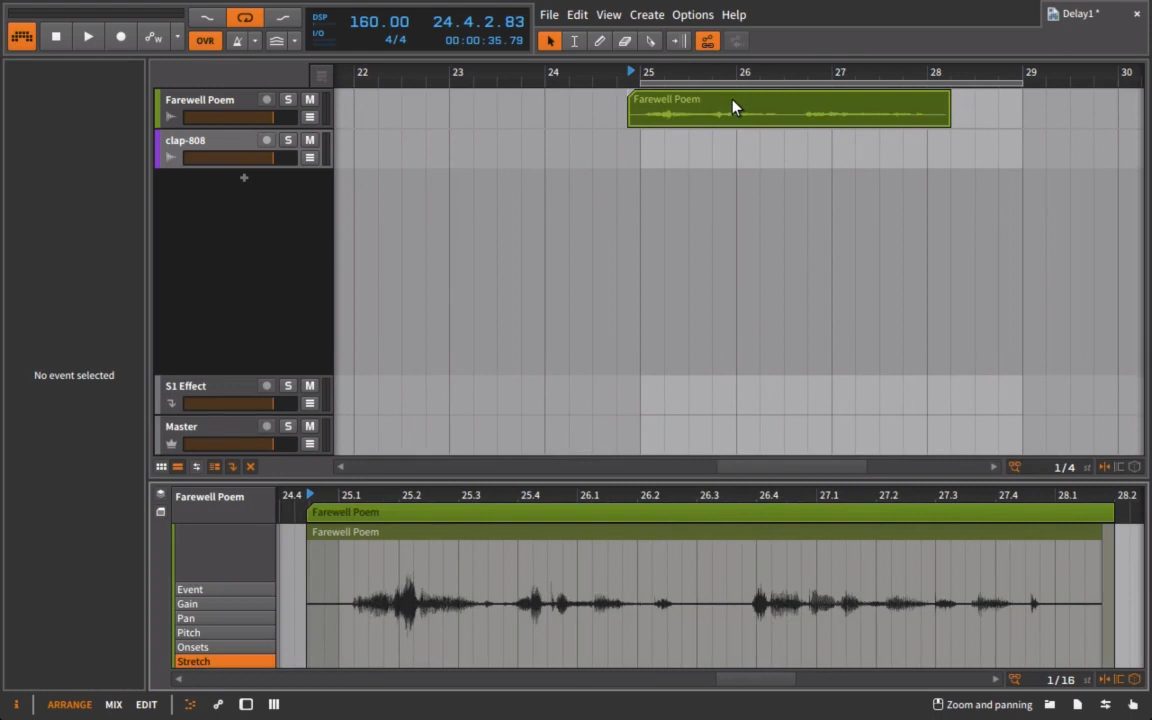 DSP
I/O
160.00
24.4.2.83
4/4
00:00:35.79
File Edit View Create Options Help
Delay1 *
OVR
22 23 24 25 26 27 28 29 30
Farewell Poem S M
Farewell Poem
clap-808 S M
No event selected
S1 Effect S M
Master S M
1/4 st
Farewell Poem
24.4 25.1 25.2 25.3 25.4 26.1 26.2 26.3 26.4 27.1 27.2 27.3 27.4 28.1 28.2
Farewell Poem
Farewell Poem
Event
Gain
Pan
Pitch
Onsets
Stretch
1/16 st
i ARRANGE MIX EDIT
Zoom and panning